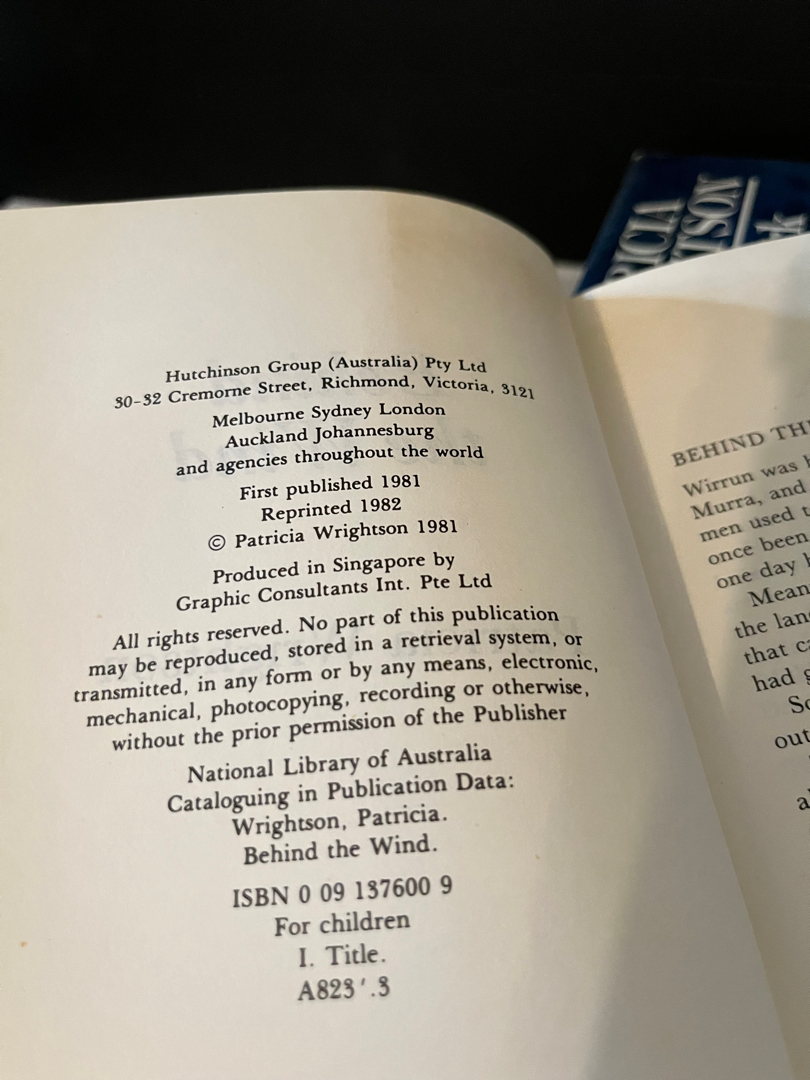 Hutchinson Group (Australia) Pty Ltd
30-32 Cremorne Street, Richmond, Victoria, 3121
Melbourne Sydney London
Auckland Johannesburg
and agencies throughout the world
First published 1981
Reprinted 1982
© Patricia Wrightson 1981
Produced in Singapore by
Graphic Consultants Int. Pte Ltd
All rights reserved. No part of this publication
may be reproduced, stored in a retrieval system, or
transmitted, in any form or by any means, electronic,
mechanical, photocopying, recording or otherwise,
without the prior permission of the Publisher
National Library of Australia
Cataloguing in Publication Data:
Wrightson, Patricia.
Behind the Wind.
ISBN 0 09 137600 9
For children
I. Title.
A823'.3
BEHIND
Wirrun was
Murra, and
men used
once been
one day
Mean
the
that
had
out